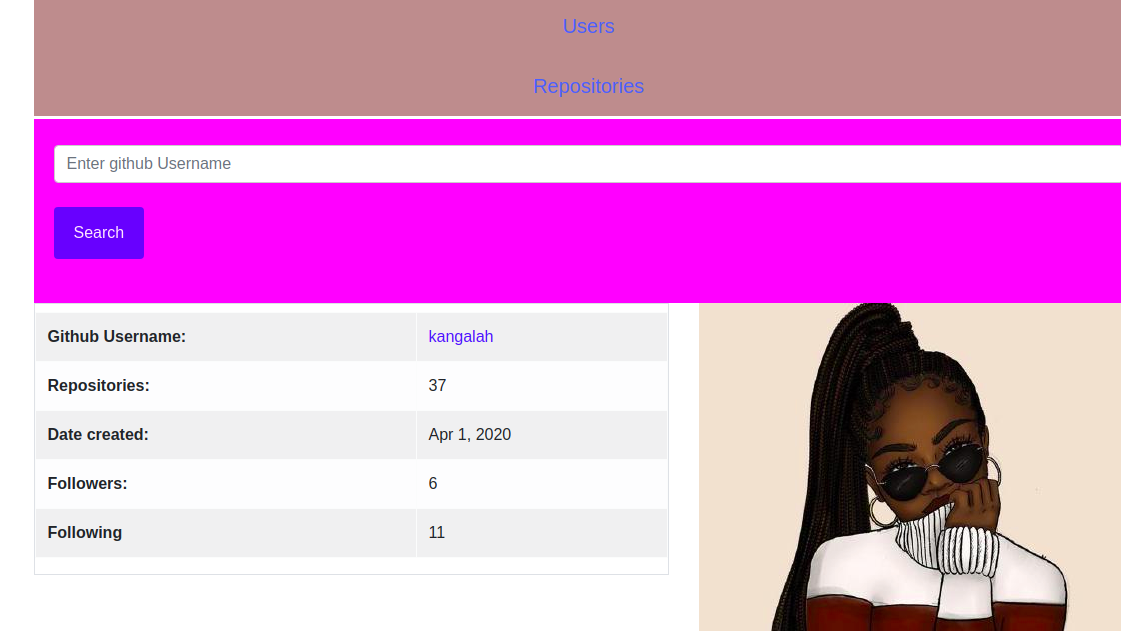 Users
Repositories
Enter github Username
Search
Github Username: kangalah
Repositories: 37
Date created: Apr 1, 2020
Followers: 6
Following 11